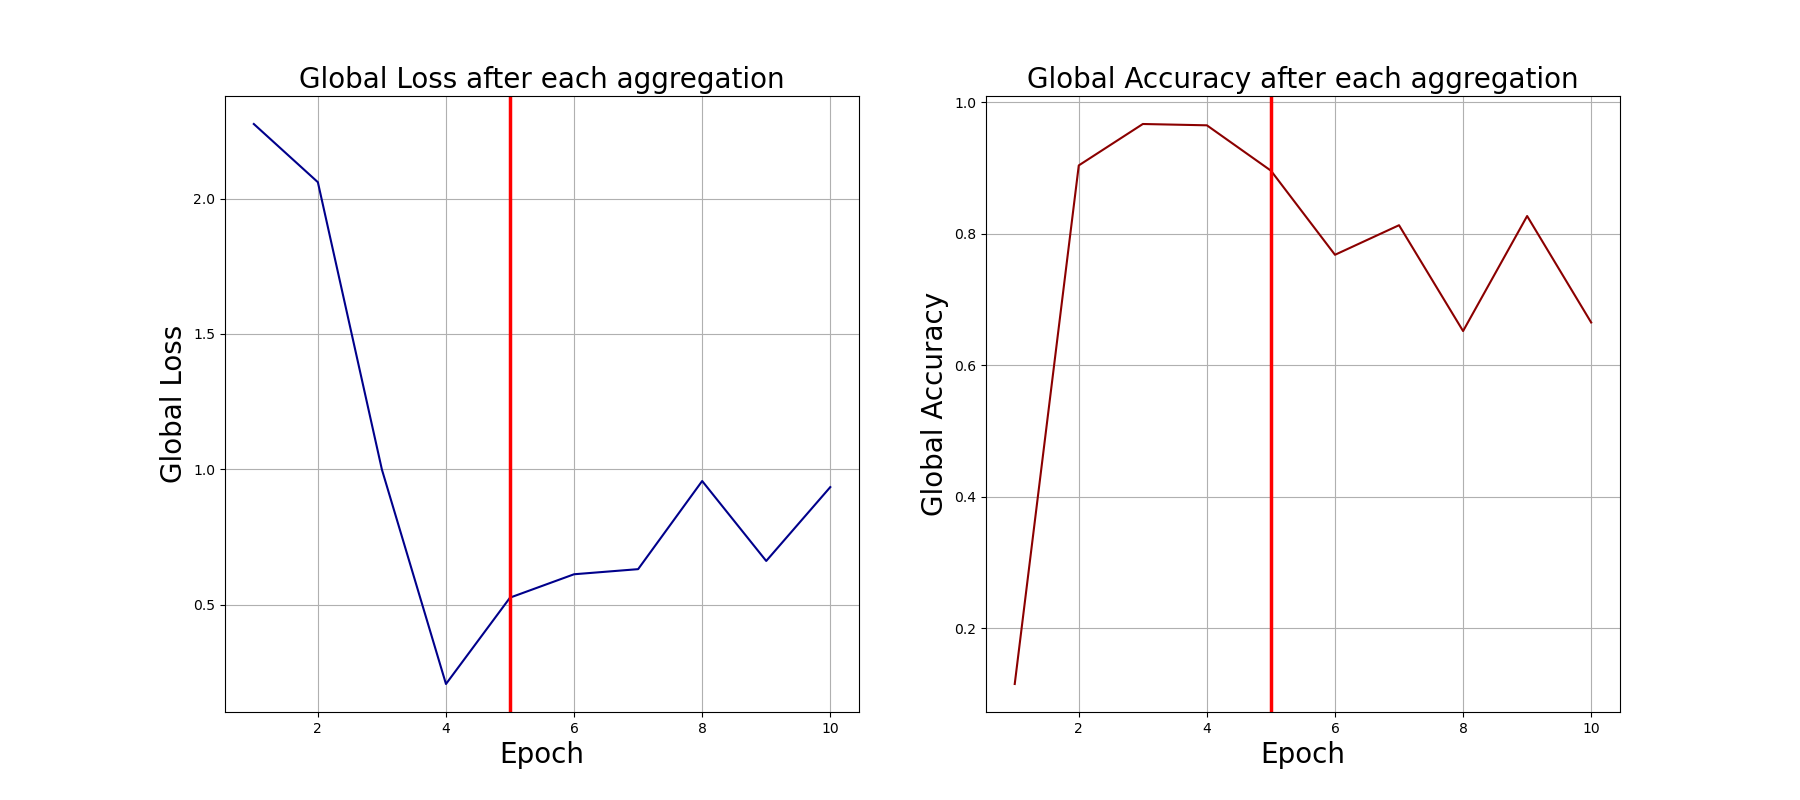 Global Loss after each aggregation
Global Loss
2.0
1.5
1.0
0.5
2 4 6 8 10
Epoch
Global Accuracy after each aggregation
Global Accuracy
1.0
0.8
0.6
0.4
0.2
2 4 6 8 10
Epoch